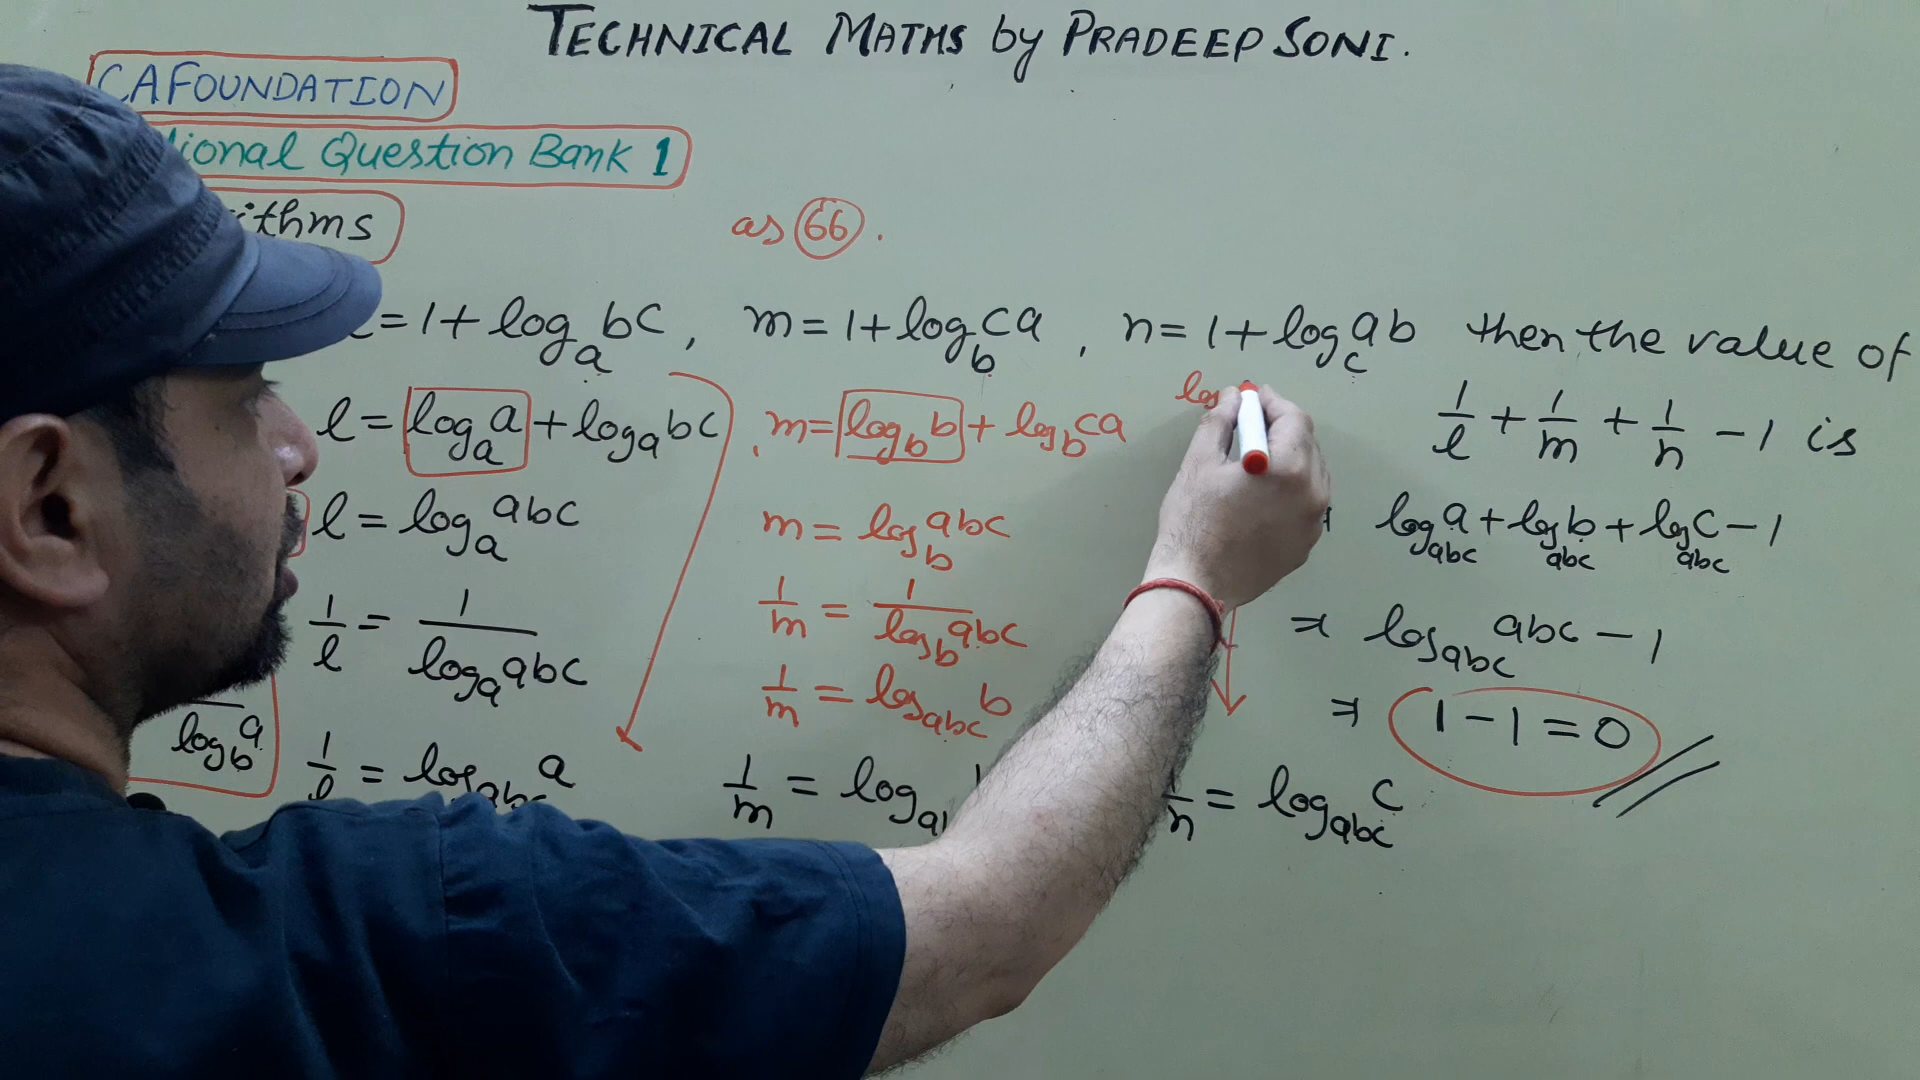 TECHNICAL MATHS by PRADEEP SONI.
CA FOUNDATION
tional Question Bank 1
ithms
as 66.
l = 1 + log_a bc, m = 1 + log_b ca, n = 1 + log_c ab then the value of
1/l + 1/m + 1/n - 1 is
l = log_a a + log_a bc
l = log_a abc
1/l = 1/log_a abc
1/l = log_abc a
log_b a
m = log_b b + log_b ca
m = log_b abc
1/m = 1/log_b abc
1/m = log_abc b
1/m = log
log
1/n = log_abc c
log_abc a + log_abc b + log_abc c - 1
⇒ log_abc abc - 1
⇒ 1 - 1 = 0